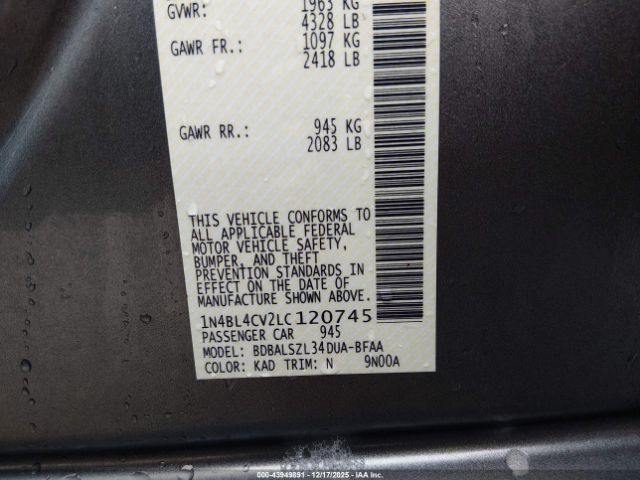 GVWR: 1963 KG
4328 LB
GAWR FR.: 1097 KG
2418 LB
GAWR RR.: 945 KG
2083 LB
THIS VEHICLE CONFORMS TO
ALL APPLICABLE FEDERAL
MOTOR VEHICLE SAFETY,
BUMPER, AND THEFT
PREVENTION STANDARDS IN
EFFECT ON THE DATE OF
MANUFACTURE SHOWN ABOVE.
1N4BL4CV2LC120745
PASSENGER CAR 945
MODEL: BDBALSZL34DUA-BFAA
COLOR: KAD TRIM: N 9N00A
ID: 43949891 - 12/17/2025 - IAA